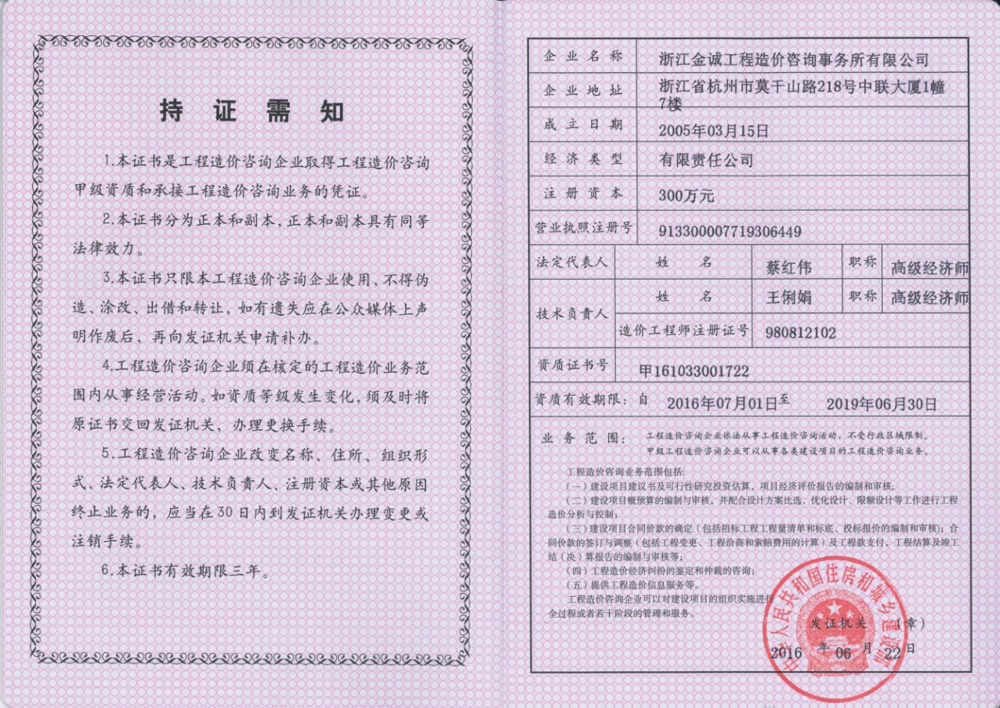 持证需知
1.本证书是工程造价咨询企业取得工程造价咨询
甲级资质和承接工程造价咨询业务的凭证。
2.本证书分为正本和副本,正本和副本具有同等
法律效力。
3.本证书只限本工程造价咨询企业使用,不得伪
造、涂改、出借和转让,如有遗失应在公众媒体上声
明作废后,再向发证机关申请补办。
4.工程造价咨询企业须在核定的工程造价业务范
围内从事经营活动。如资质等级发生变化,须及时将
原证书交回发证机关,办理更换手续。
5.工程造价咨询企业改变名称、住所、组织形
式、法定代表人、技术负责人、注册资本或其他原因
终止业务的,应当在30日内到发证机关办理变更或
注销手续。
6.本证书有效期限三年。
企业名称 浙江金诚工程造价咨询事务所有限公司
企业地址 浙江省杭州市莫干山路218号中联大厦1幢
7楼
成立日期 2005年03月15日
经济类型 有限责任公司
注册资本 300万元
营业执照注册号 913300007719306449
法定代表人 姓名 蔡红伟 职称 高级经济师
技术负责人 姓名 王俐娟 职称 高级经济师
造价工程师注册证号 980812102
资质证书号 甲161033001722
资质有效期限:自 2016年07月01日至 2019年06月30日
业务范围: 工程造价咨询企业依法从事工程造价咨询活动,不受行政区域限制。
甲级工程造价咨询企业可以从事各类建设项目的工程造价咨询业务。
工程造价咨询业务范围包括:
(一)建设项目建议书及可行性研究投资估算,项目经济评价报告的编制和审核;
(二)建设项目概预算的编制与审核,并配合设计方案比选,优化设计、限额设计等工作进行工程
造价分析与控制;
(三)建设项目合同价款的确定(包括招标工程工程量清单和标底、投标报价的编制和审核);合
同价款的签订与调整(包括工程变更、工程洽商和索赔费用的计算)及工程款支付,工程结算及竣工
结(决)算报告的编制与审核等;
(四)工程造价经济纠纷的鉴定和仲裁的咨询;
(五)提供工程造价信息服务等。
工程造价咨询企业可以对建设项目的组织实施进行
全过程或者若干阶段的管理和服务。
中华人民共和国住房和城乡建设部
发证机关 (章)
2016 年 06 月 22 日